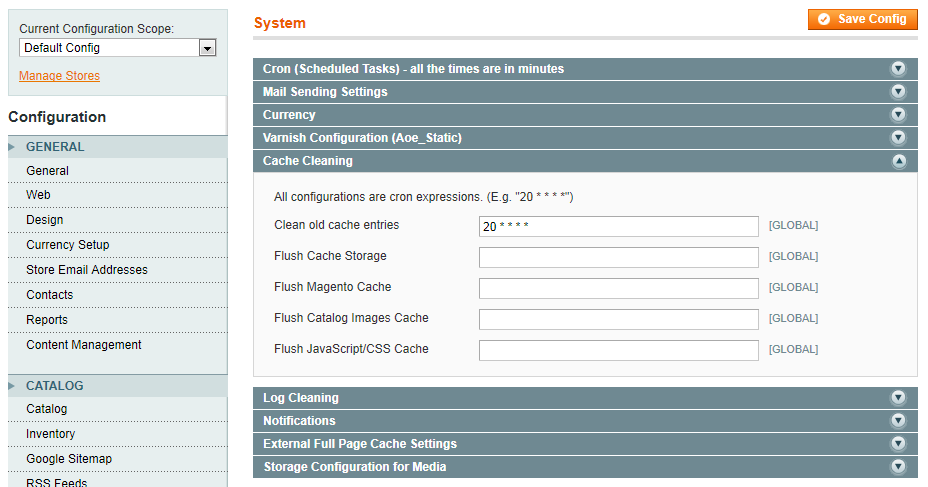 Current Configuration Scope:
Default Config
Manage Stores
Configuration
GENERAL
General
Web
Design
Currency Setup
Store Email Addresses
Contacts
Reports
Content Management
CATALOG
Catalog
Inventory
Google Sitemap
RSS Feeds
System
Save Config
Cron (Scheduled Tasks) - all the times are in minutes
Mail Sending Settings
Currency
Varnish Configuration (Aoe_Static)
Cache Cleaning
All configurations are cron expressions. (E.g. "20 * * * *")
Clean old cache entries 20 * * * * [GLOBAL]
Flush Cache Storage [GLOBAL]
Flush Magento Cache [GLOBAL]
Flush Catalog Images Cache [GLOBAL]
Flush JavaScript/CSS Cache [GLOBAL]
Log Cleaning
Notifications
External Full Page Cache Settings
Storage Configuration for Media